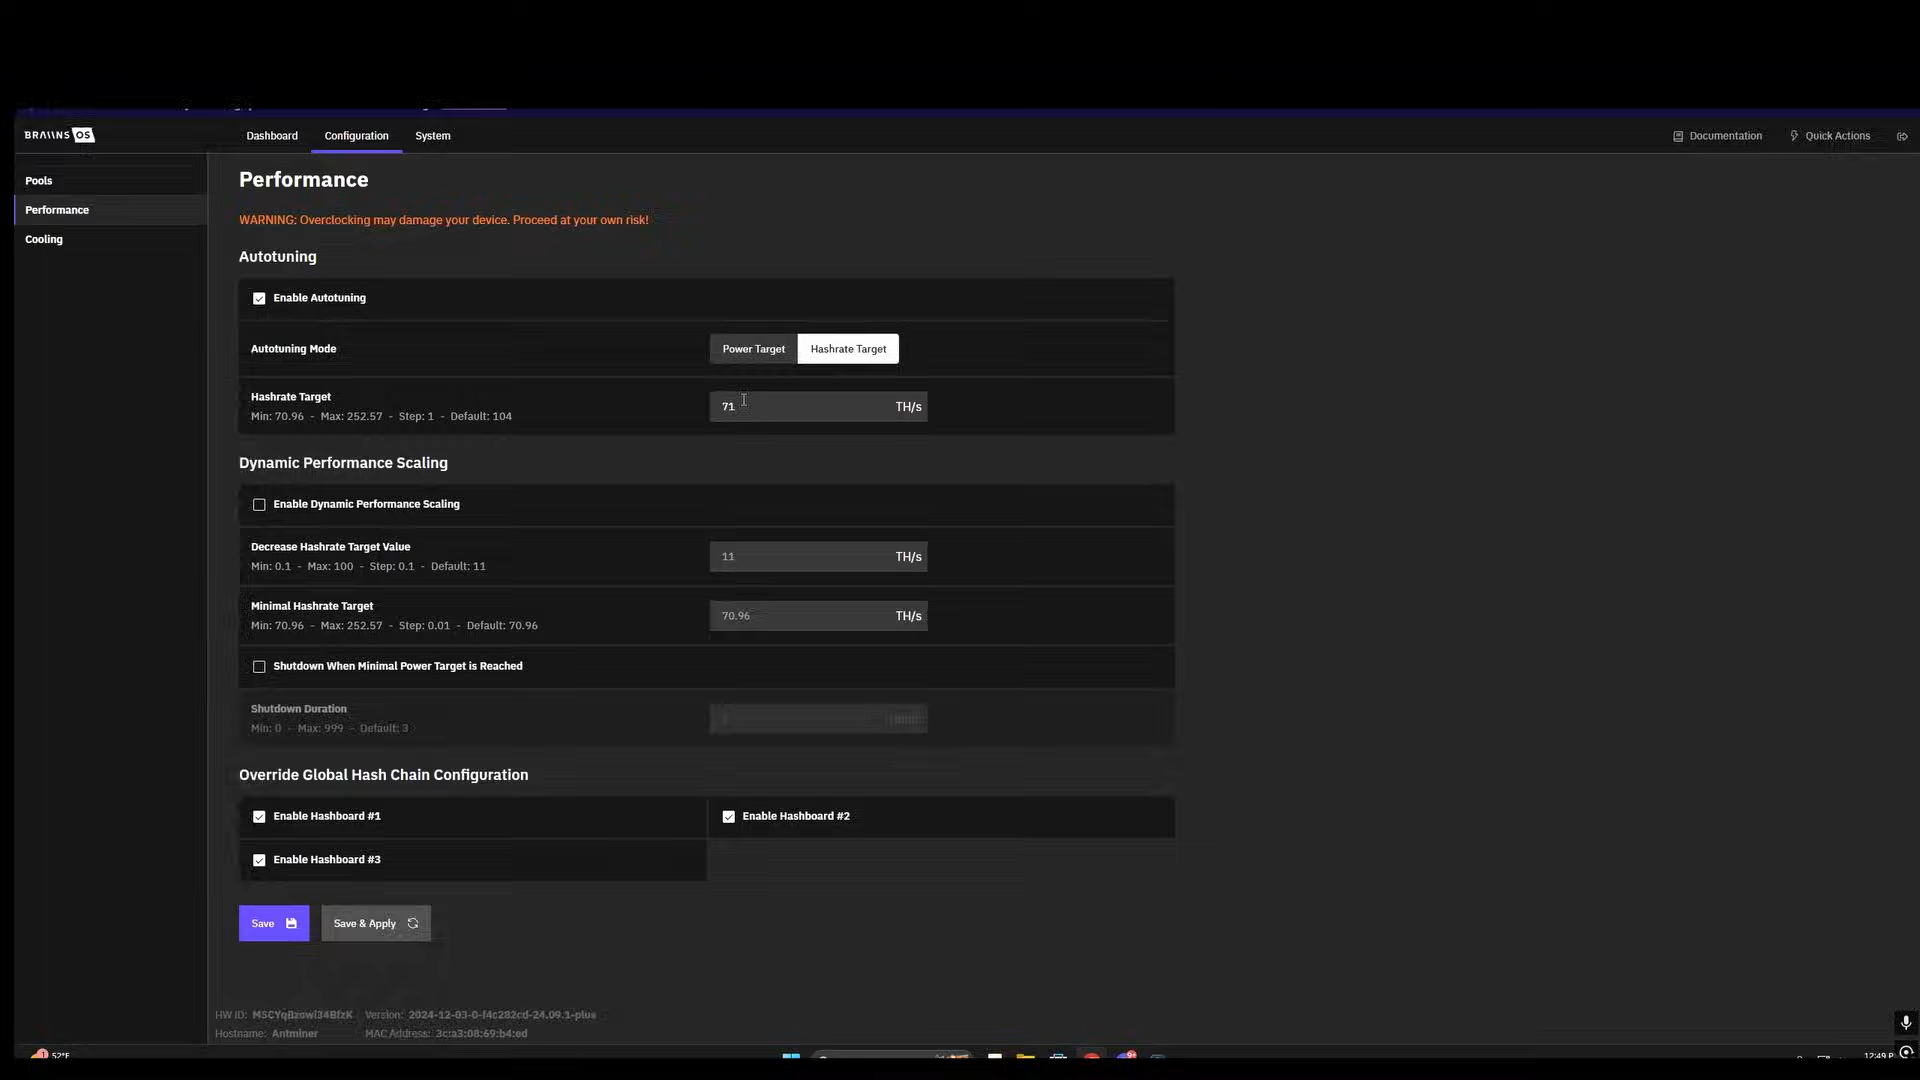 BRAIINS OS
Dashboard Configuration System
Documentation Quick Actions
Pools
Performance
Cooling
Performance
WARNING: Overclocking may damage your device. Proceed at your own risk!
Autotuning
Enable Autotuning
Autotuning Mode
Power Target Hashrate Target
Hashrate Target
Min: 70.96 - Max: 252.57 - Step: 1 - Default: 104
71 TH/s
Dynamic Performance Scaling
Enable Dynamic Performance Scaling
Decrease Hashrate Target Value
Min: 0.1 - Max: 100 - Step: 0.1 - Default: 11
11 TH/s
Minimal Hashrate Target
Min: 70.96 - Max: 252.57 - Step: 0.01 - Default: 70.96
70.96 TH/s
Shutdown When Minimal Power Target is Reached
Shutdown Duration
Min: 0 - Max: 999 - Default: 3
Override Global Hash Chain Configuration
Enable Hashboard #1 Enable Hashboard #2
Enable Hashboard #3
Save Save & Apply
HW ID: Version: 2024-12-03-0-f4c282cd-24.09.1-plus
Hostname: Antminer MAC Address: 3c:a3:08:69:b4:ed
52°F
12:49